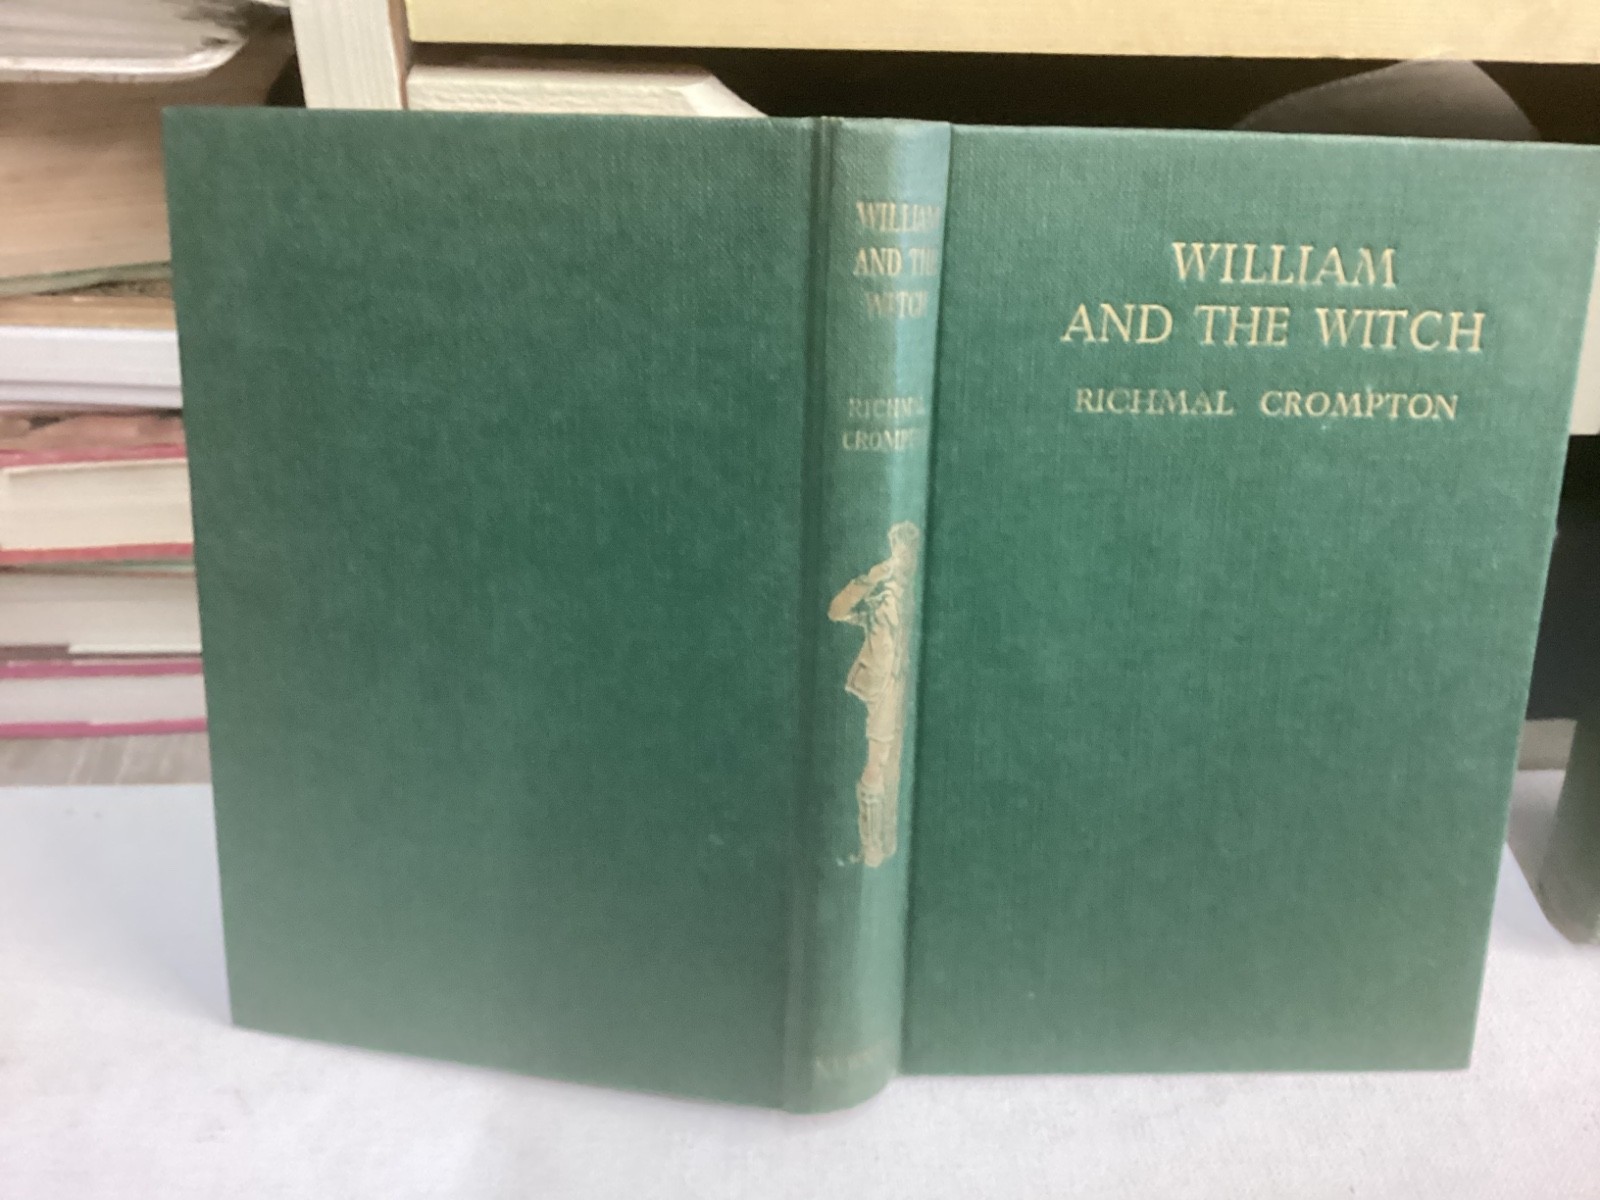 WILLIAM
AND THE
WITCH
RICHMAL
CROMPTON
WILLIAM
AND THE WITCH
RICHMAL CROMPTON